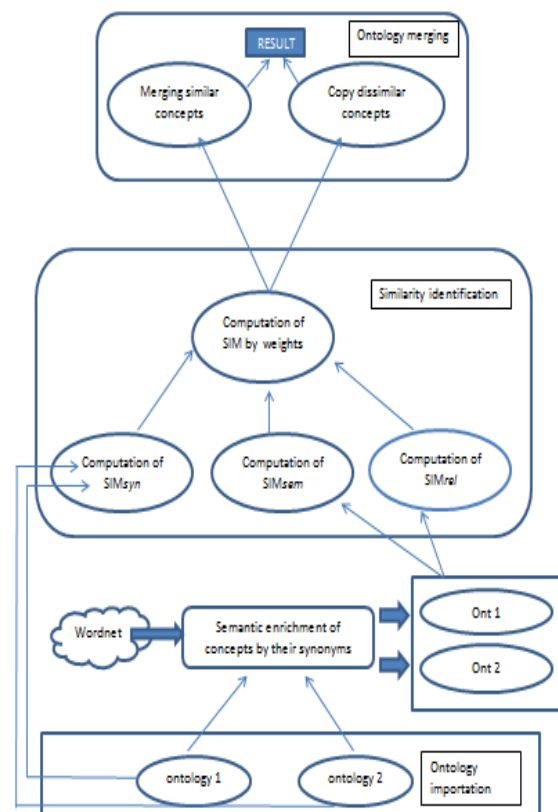 RESULT
Ontology merging
Merging similar
concepts
Copy dissimilar
concepts
Similarity identification
Computation of
SIM by weights
Computation of
SIMsyn
Computation of
SIMsem
Computation of
SIMrel
Wordnet
Semantic enrichment of
concepts by their synonyms
Ont 1
Ont 2
ontology 1
ontology 2
Ontology
importation